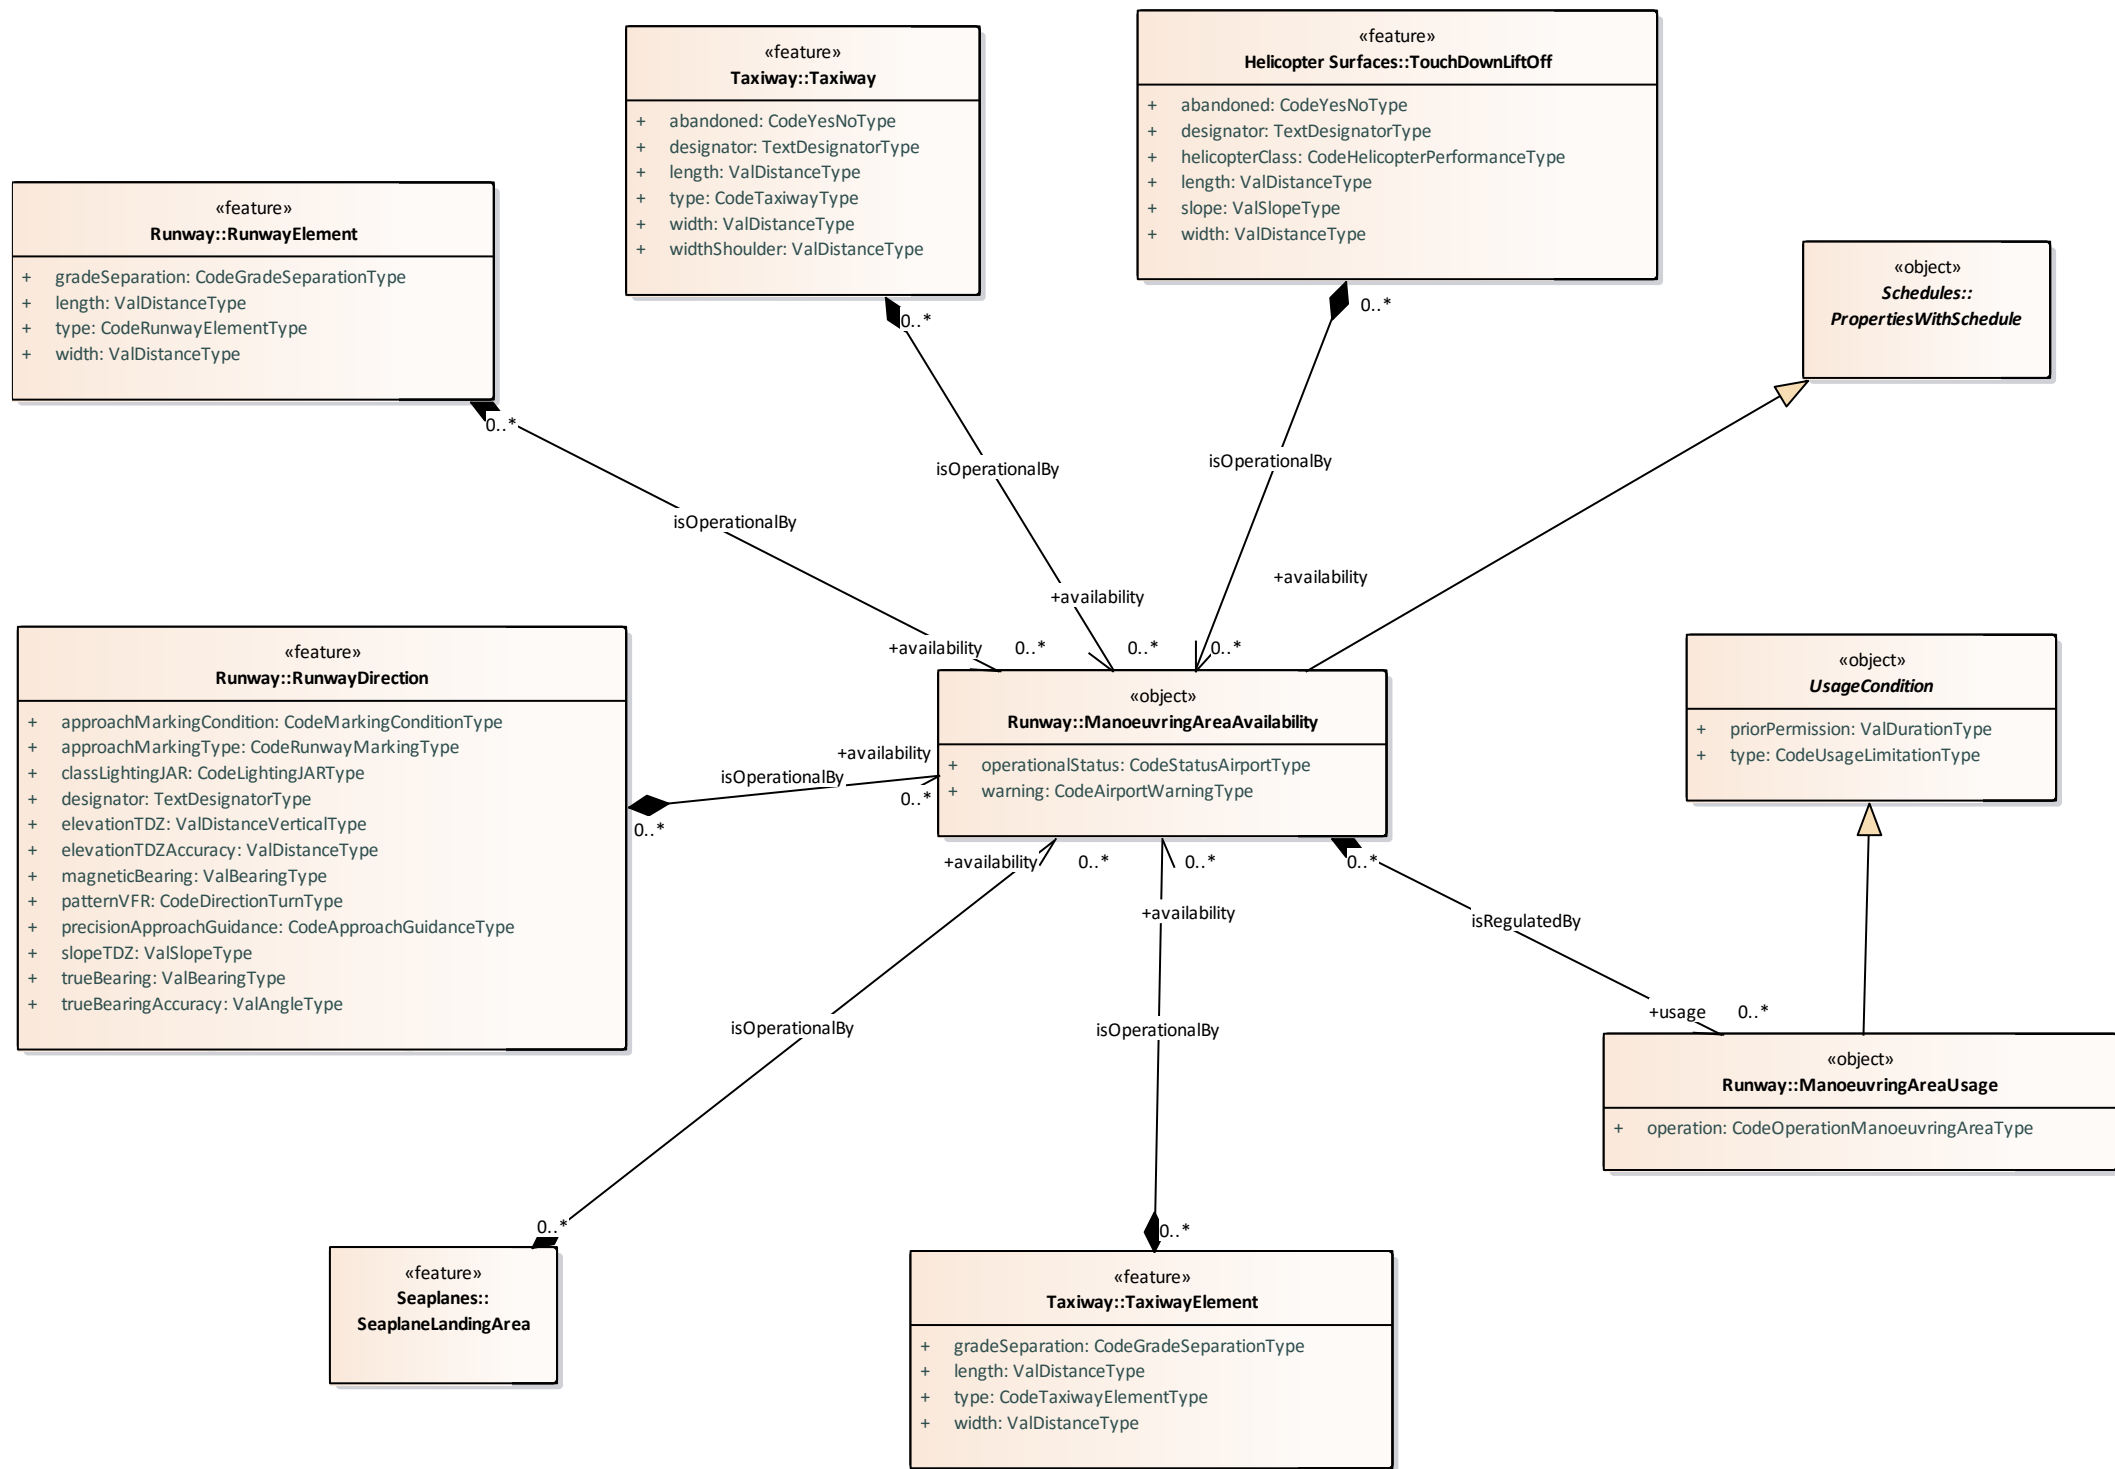 «feature»
Helicopter Surfaces::TouchDownLiftOff
+ abandoned: CodeYesNoType
+ designator: TextDesignatorType
+ helicopterClass: CodeHelicopterPerformanceType
+ length: ValDistanceType
+ slope: ValSlopeType
+ width: ValDistanceType
«feature»
Taxiway::Taxiway
+ abandoned: CodeYesNoType
+ designator: TextDesignatorType
+ length: ValDistanceType
+ type: CodeTaxiwayType
+ width: ValDistanceType
+ widthShoulder: ValDistanceType
«feature»
Runway::RunwayElement
+ gradeSeparation: CodeGradeSeparationType
+ length: ValDistanceType
+ type: CodeRunwayElementType
+ width: ValDistanceType
«object»
Schedules::
PropertiesWithSchedule
0..*
0..*
0..*
isOperationalBy
isOperationalBy
isOperationalBy
+availability
+availability
+availability
0..*
0..*
0..*
«feature»
Runway::RunwayDirection
+ approachMarkingCondition: CodeMarkingConditionType
+ approachMarkingType: CodeRunwayMarkingType
+ classLightingJAR: CodeLightingJARType
+ designator: TextDesignatorType
+ elevationTDZ: ValDistanceVerticalType
+ elevationTDZAccuracy: ValDistanceType
+ magneticBearing: ValBearingType
+ patternVFR: CodeDirectionTurnType
+ precisionApproachGuidance: CodeApproachGuidanceType
+ slopeTDZ: ValSlopeType
+ trueBearing: ValBearingType
+ trueBearingAccuracy: ValAngleType
+availability
isOperationalBy
0..*
0..*
«object»
Runway::ManoeuvringAreaAvailability
+ operationalStatus: CodeStatusAirportType
+ warning: CodeAirportWarningType
«object»
UsageCondition
+ priorPermission: ValDurationType
+ type: CodeUsageLimitationType
+availability
0..*
0..*
0..*
+availability
isRegulatedBy
isOperationalBy
isOperationalBy
+usage
0..*
«object»
Runway::ManoeuvringAreaUsage
+ operation: CodeOperationManoeuvringAreaType
0..*
0..*
«feature»
Seaplanes::
SeaplaneLandingArea
«feature»
Taxiway::TaxiwayElement
+ gradeSeparation: CodeGradeSeparationType
+ length: ValDistanceType
+ type: CodeTaxiwayElementType
+ width: ValDistanceType